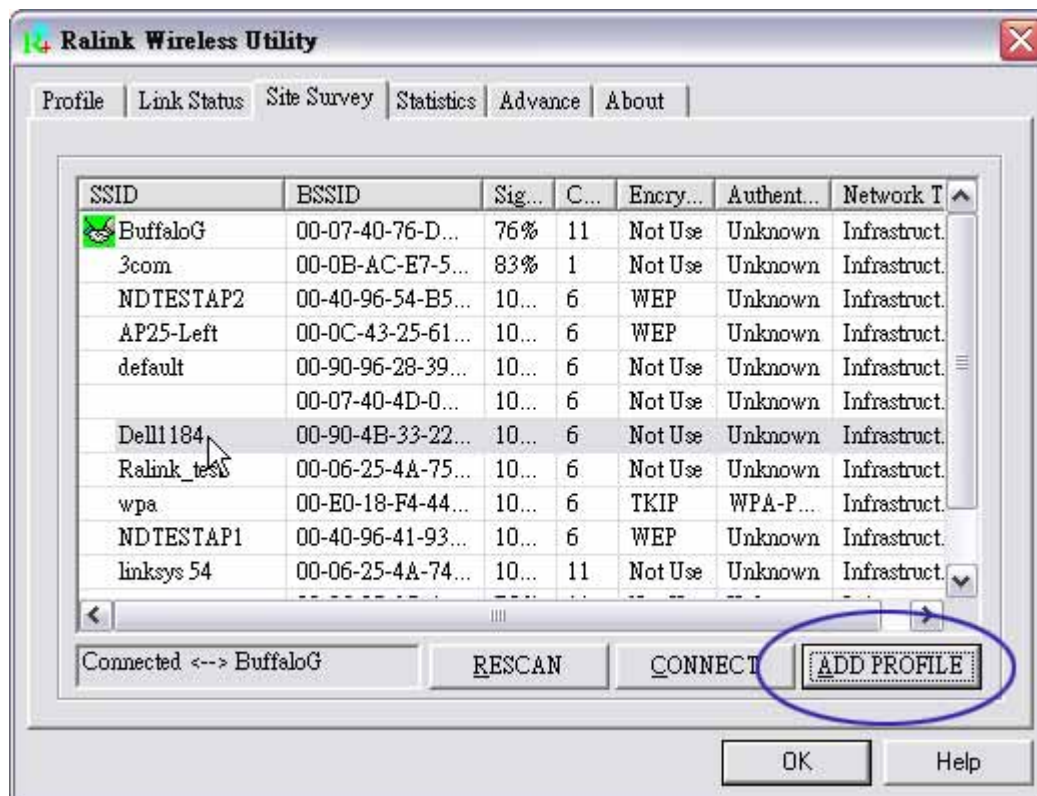 Ralink Wireless Utility
Profile Link Status Site Survey Statistics Advance About
SSID BSSID Sig... C... Encry... Authent... Network T
BuffaloG 00-07-40-76-D... 76% 11 Not Use Unknown Infrastruct.
3com 00-0B-AC-E7-5... 83% 1 Not Use Unknown Infrastruct.
NDTESTAP2 00-40-96-54-B5... 10... 6 WEP Unknown Infrastruct.
AP25-Left 00-0C-43-25-61... 10... 6 WEP Unknown Infrastruct.
default 00-90-96-28-39... 10... 6 Not Use Unknown Infrastruct.
00-07-40-4D-0... 10... 6 Not Use Unknown Infrastruct.
Dell1184 00-90-4B-33-22... 10... 6 Not Use Unknown Infrastruct.
Ralink_test 00-06-25-4A-75... 10... 6 Not Use Unknown Infrastruct.
wpa 00-E0-18-F4-44... 10... 6 TKIP WPA-P... Infrastruct.
NDTESTAP1 00-40-96-41-93... 10... 6 WEP Unknown Infrastruct.
linksys 54 00-06-25-4A-74... 10... 11 Not Use Unknown Infrastruct.
Connected <--> BuffaloG RESCAN CONNECT ADD PROFILE
OK Help